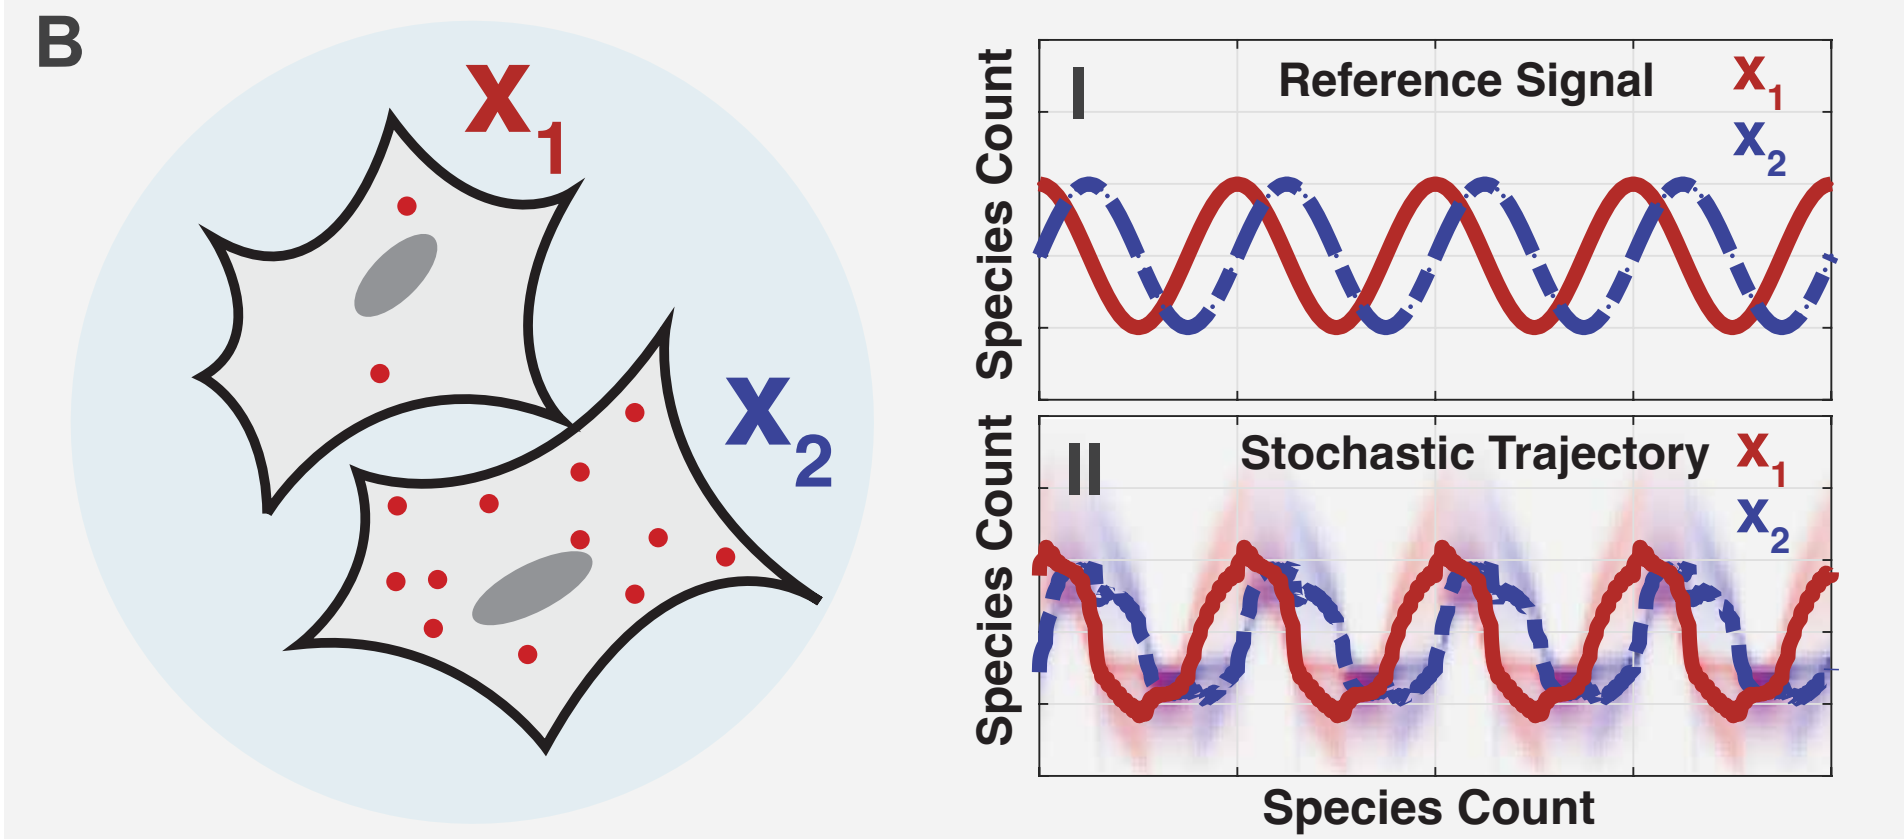 B
X1
X2
Species Count
I
Reference Signal
X1
X2
Species Count
II
Stochastic Trajectory
X1
X2
Species Count